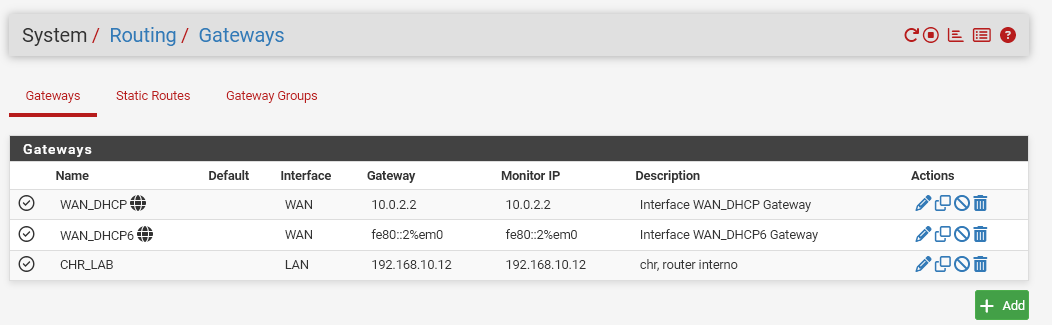 System / Routing / Gateways
Gateways Static Routes Gateway Groups
Gateways
Name Default Interface Gateway Monitor IP Description Actions
WAN_DHCP WAN 10.0.2.2 10.0.2.2 Interface WAN_DHCP Gateway
WAN_DHCP6 WAN fe80::2%em0 fe80::2%em0 Interface WAN_DHCP6 Gateway
CHR_LAB LAN 192.168.10.12 192.168.10.12 chr, router interno
Add